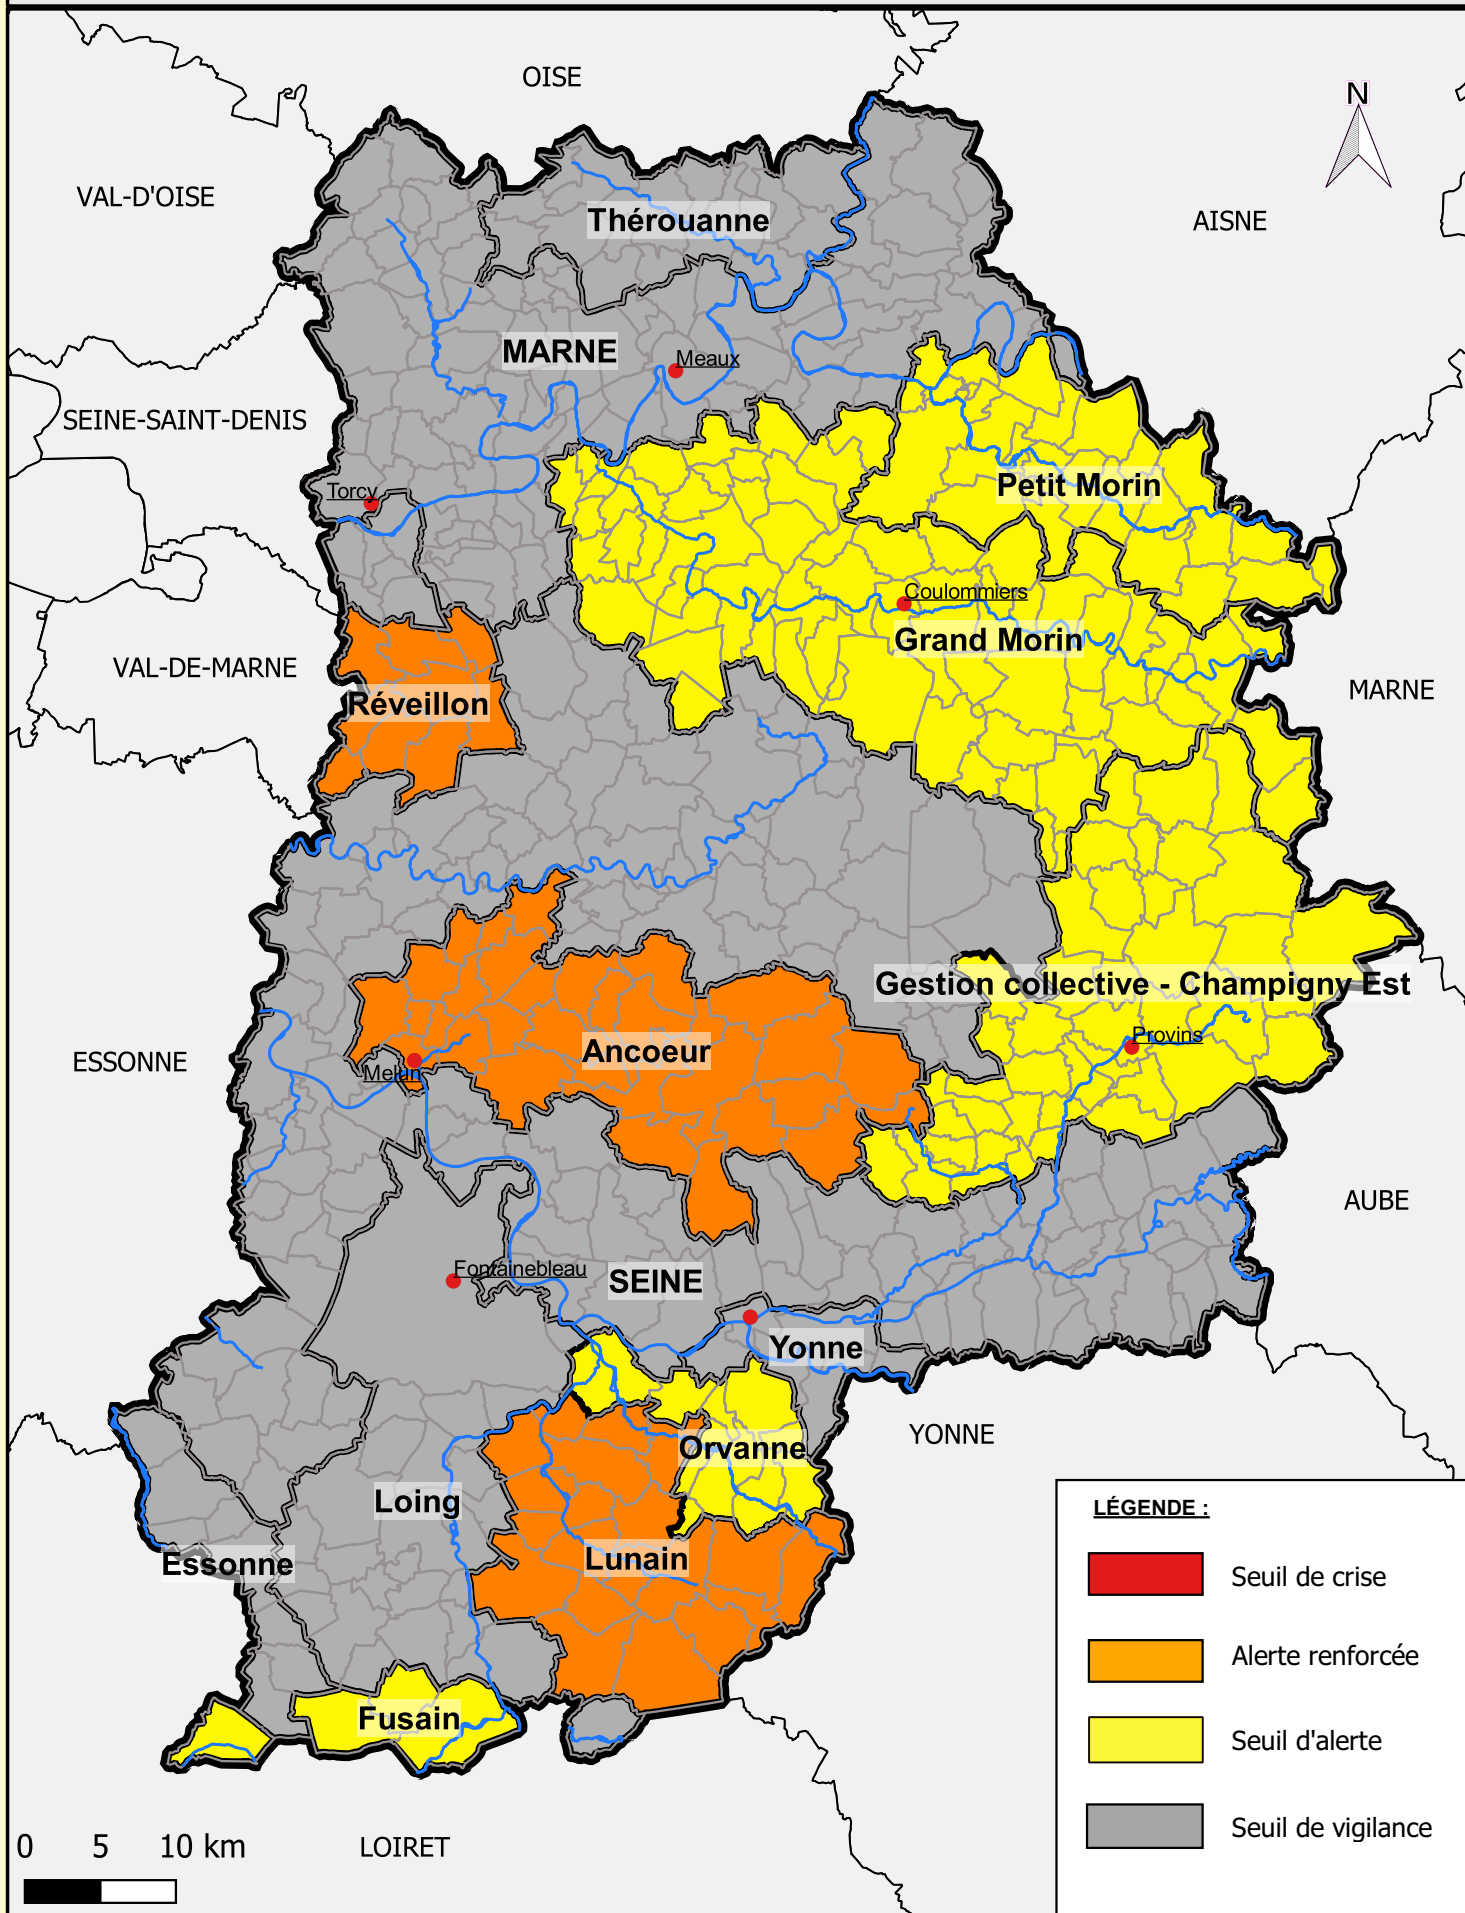 OISE
N
VAL-D'OISE
AISNE
Thérouanne
MARNE
Meaux
SEINE-SAINT-DENIS
Torcy
Petit Morin
Coulommiers
Grand Morin
VAL-DE-MARNE
MARNE
Réveillon
Gestion collective - Champigny Est
Provins
Ancoeur
ESSONNE
Melun
AUBE
Fontainebleau
SEINE
Yonne
YONNE
Orvanne
Loing
LÉGENDE :
Lunain
Essonne
Seuil de crise
Alerte renforcée
Fusain
Seuil d'alerte
Seuil de vigilance
0 5 10 km
LOIRET